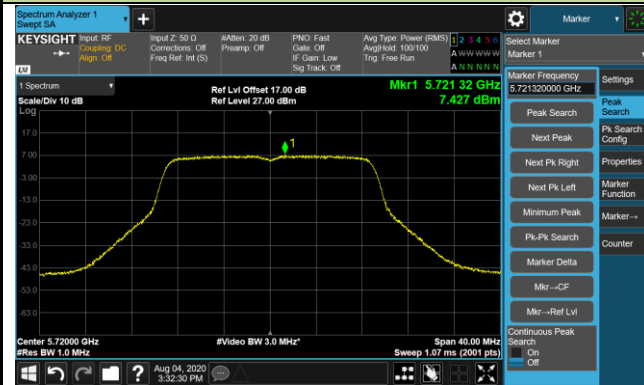 Spectrum Analyzer 1
Swept SA
+
Marker
KEYSIGHT
LXI
Input: RF
Coupling: DC
Align: Off
Input Z: 50 Ω
Corrections: Off
Freq Ref: Int (S)
#Atten: 20 dB
Preamp: Off
PNO: Fast
Gate: Off
IF Gain: Low
Sig Track: Off
Avg Type: Power (RMS)
Avg|Hold: 100/100
Trig: Free Run
1 2 3 4 5 6
A W W W W W
A N N N N N
Select Marker
Marker 1
1 Spectrum
Scale/Div 10 dB
Log
Ref Lvl Offset 17.00 dB
Ref Level 27.00 dBm
Mkr1 5.721 32 GHz
7.427 dBm
17.0
7.00
-3.00
-13.0
-23.0
-33.0
-43.0
-53.0
-63.0
1
Center 5.72000 GHz
#Res BW 1.0 MHz
#Video BW 3.0 MHz*
Span 40.00 MHz
Sweep 1.07 ms (2001 pts)
Marker Frequency
5.721320000 GHz
Peak Search
Next Peak
Next Pk Right
Next Pk Left
Minimum Peak
Pk-Pk Search
Marker Delta
Mkr→CF
Mkr→Ref Lvl
Continuous Peak
Search
On
Off
Settings
Peak
Search
Pk Search
Config
Properties
Marker
Function
Marker→
Counter
?
Aug 04, 2020
3:32:30 PM